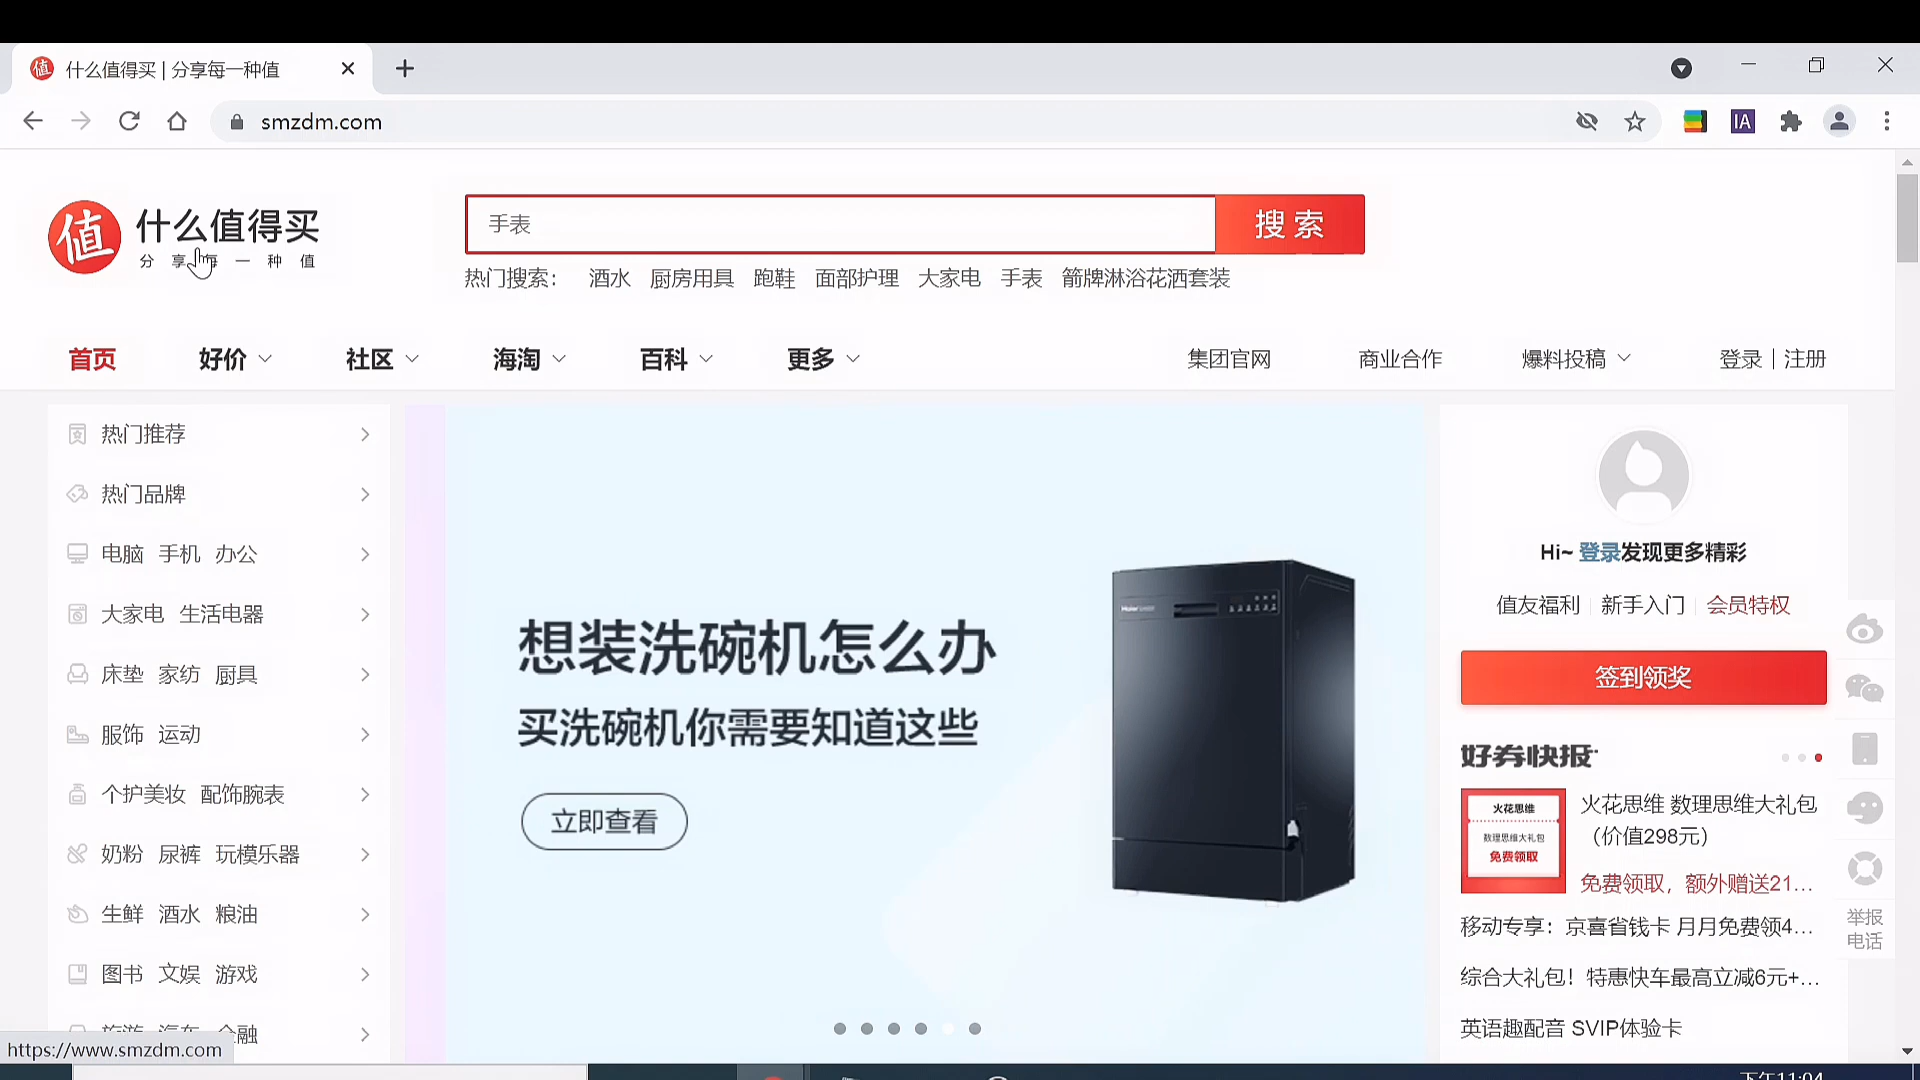 什么值得买 | 分享每一种值
smzdm.com
IA
值 什么值得买
分享每一种值
手表
搜索
热门搜索： 酒水 厨房用具 跑鞋 面部护理 大家电 手表 箭牌淋浴花洒套装
首页 好价 社区 海淘 百科 更多 集团官网 商业合作 爆料投稿 登录 | 注册
热门推荐
热门品牌
电脑 手机 办公
大家电 生活电器
床垫 家纺 厨具
服饰 运动
个护美妆 配饰腕表
奶粉 尿裤 玩模乐器
生鲜 酒水 粮油
图书 文娱 游戏
旅游 汽车 金融
https://www.smzdm.com
想装洗碗机怎么办
买洗碗机你需要知道这些
立即查看
Haier
Hi~ 登录发现更多精彩
值友福利 新手入门 会员特权
签到领奖
好券快报
火花思维
数理思维大礼包
免费领取
火花思维 数理思维大礼包
（价值298元）
免费领取，额外赠送21...
移动专享：京喜省钱卡 月月免费领4...
综合大礼包！特惠快车最高立减6元+...
英语趣配音 SVIP体验卡
举报
电话
下午11:04